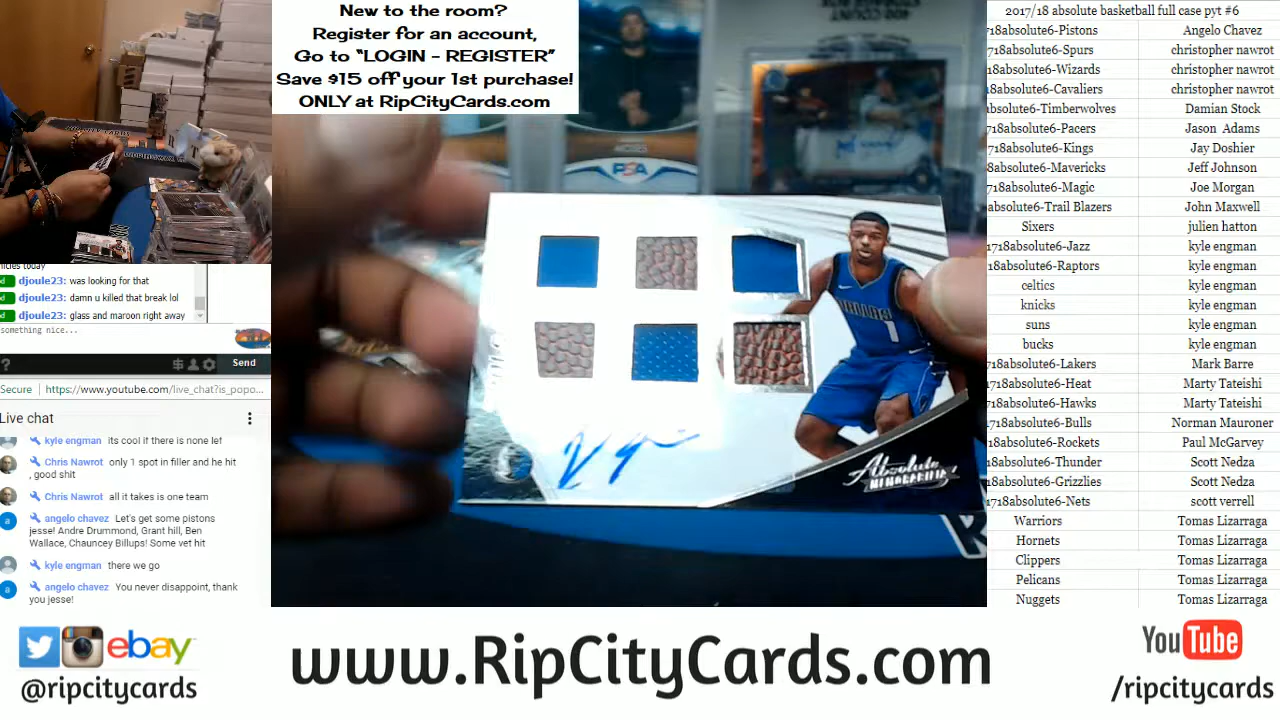 New to the room?
Register for an account,
Go to “LOGIN - REGISTER”
Save $15 off your 1st purchase!
ONLY at RipCityCards.com
2017/18 absolute basketball full case pyt #6
718absolute6-Pistons Angelo Chavez
718absolute6-Spurs christopher nawrot
718absolute6-Wizards christopher nawrot
18absolute6-Cavaliers christopher nawrot
absolute6-Timberwolves Damian Stock
718absolute6-Pacers Jason Adams
718absolute6-Kings Jay Doshier
8absolute6-Mavericks Jeff Johnson
718absolute6-Magic Joe Morgan
absolute6-Trail Blazers John Maxwell
Sixers julien hatton
1718absolute6-Jazz kyle engman
18absolute6-Raptors kyle engman
celtics kyle engman
knicks kyle engman
suns kyle engman
bucks kyle engman
718absolute6-Lakers Mark Barre
1718absolute6-Heat Marty Tateishi
718absolute6-Hawks Marty Tateishi
1718absolute6-Bulls Norman Mauroner
18absolute6-Rockets Paul McGarvey
18absolute6-Thunder Scott Nedza
8absolute6-Grizzlies Scott Nedza
1718absolute6-Nets scott verrell
Warriors Tomas Lizarraga
Hornets Tomas Lizarraga
Clippers Tomas Lizarraga
Pelicans Tomas Lizarraga
Nuggets Tomas Lizarraga
today
djoule23: was looking for that
djoule23: damn u killed that break lol
djoule23: glass and maroon right away
something nice...
Send
Secure https://www.youtube.com/live_chat?is_popo...
Live chat
kyle engman its cool if there is none lef
Chris Nawrot only 1 spot in filler and he hit
, good shit
Chris Nawrot all it takes is one team
angelo chavez Let's get some pistons
jesse! Andre Drummond, Grant hill, Ben
Wallace, Chauncey Billups! Some vet hit
kyle engman there we go
angelo chavez You never disappoint, thank
you jesse!
PSA
DALLAS
1
Absolute
MEMORABILIA
ebay
@ripcitycards
www.RipCityCards.com
YouTube
/ripcitycards